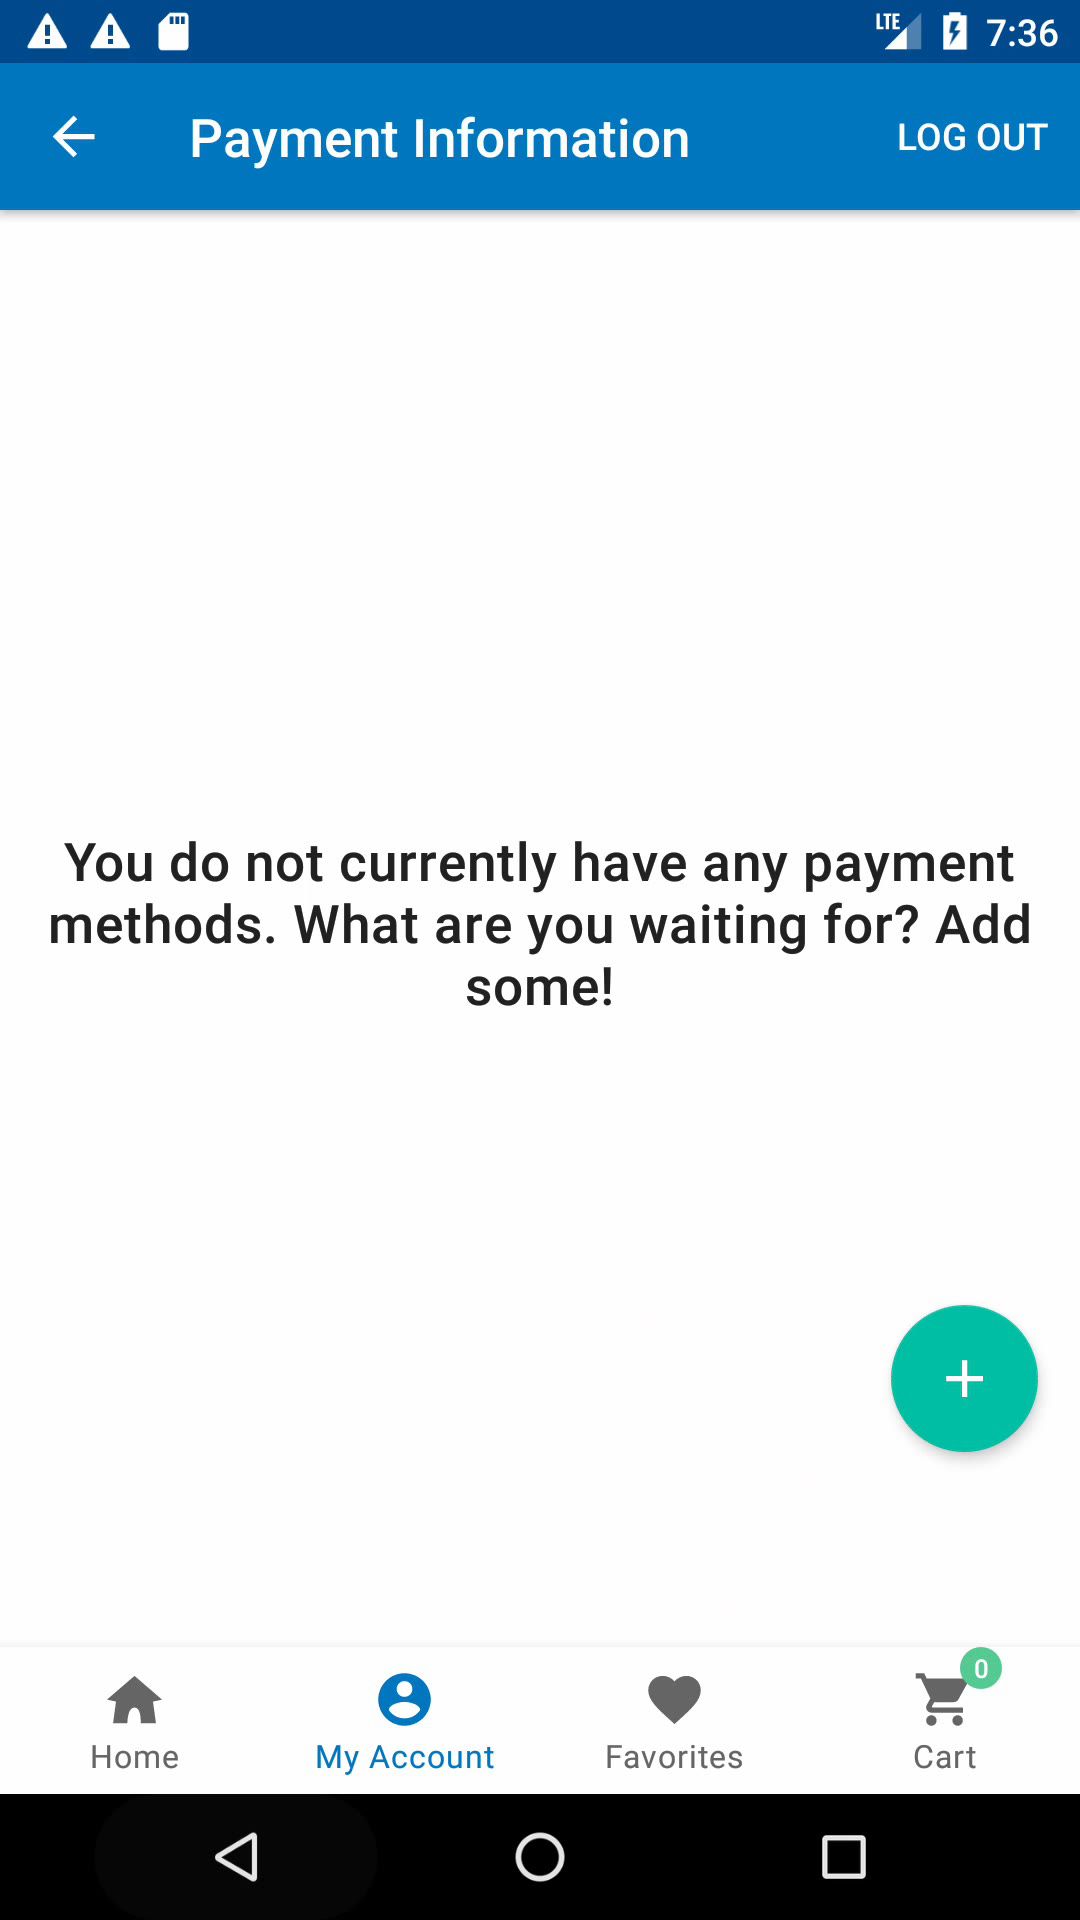 LTE 7:36
Payment Information LOG OUT
You do not currently have any payment
methods. What are you waiting for? Add
some!
0
Home My Account Favorites Cart